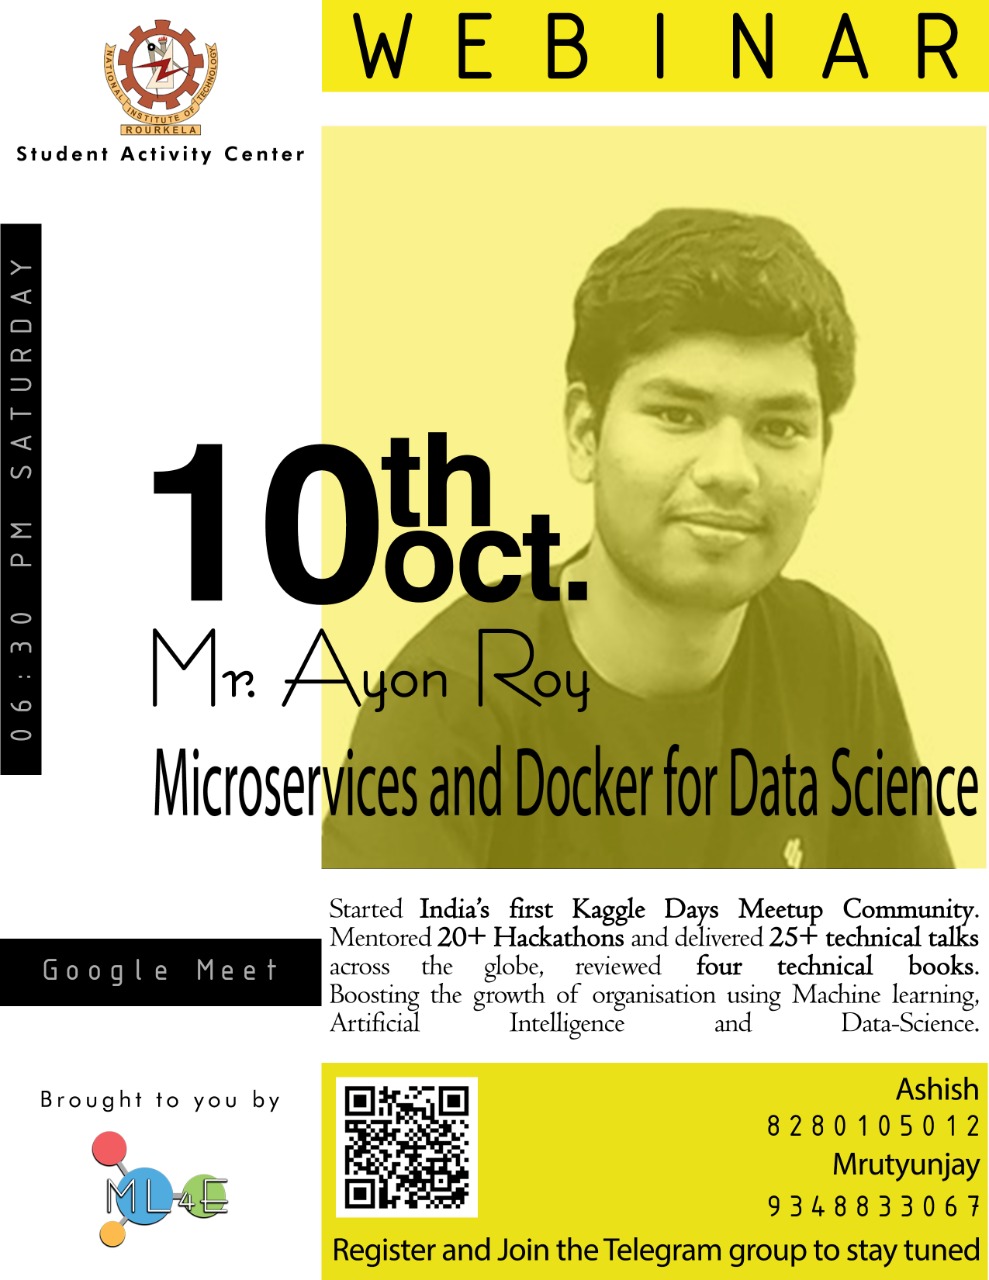 WEBINAR
NATIONAL INSTITUTE OF TECHNOLOGY
ROURKELA
Student Activity Center
06:30 PM SATURDAY
10th oct.
Mr. Ayon Roy
Microservices and Docker for Data Science
Started India's first Kaggle Days Meetup Community.
Mentored 20+ Hackathons and delivered 25+ technical talks
across the globe, reviewed four technical books.
Boosting the growth of organisation using Machine learning,
Artificial Intelligence and Data-Science.
Google Meet
Brought to you by
ML4E
Ashish
8280105012
Mrutyunjay
9348833067
Register and Join the Telegram group to stay tuned